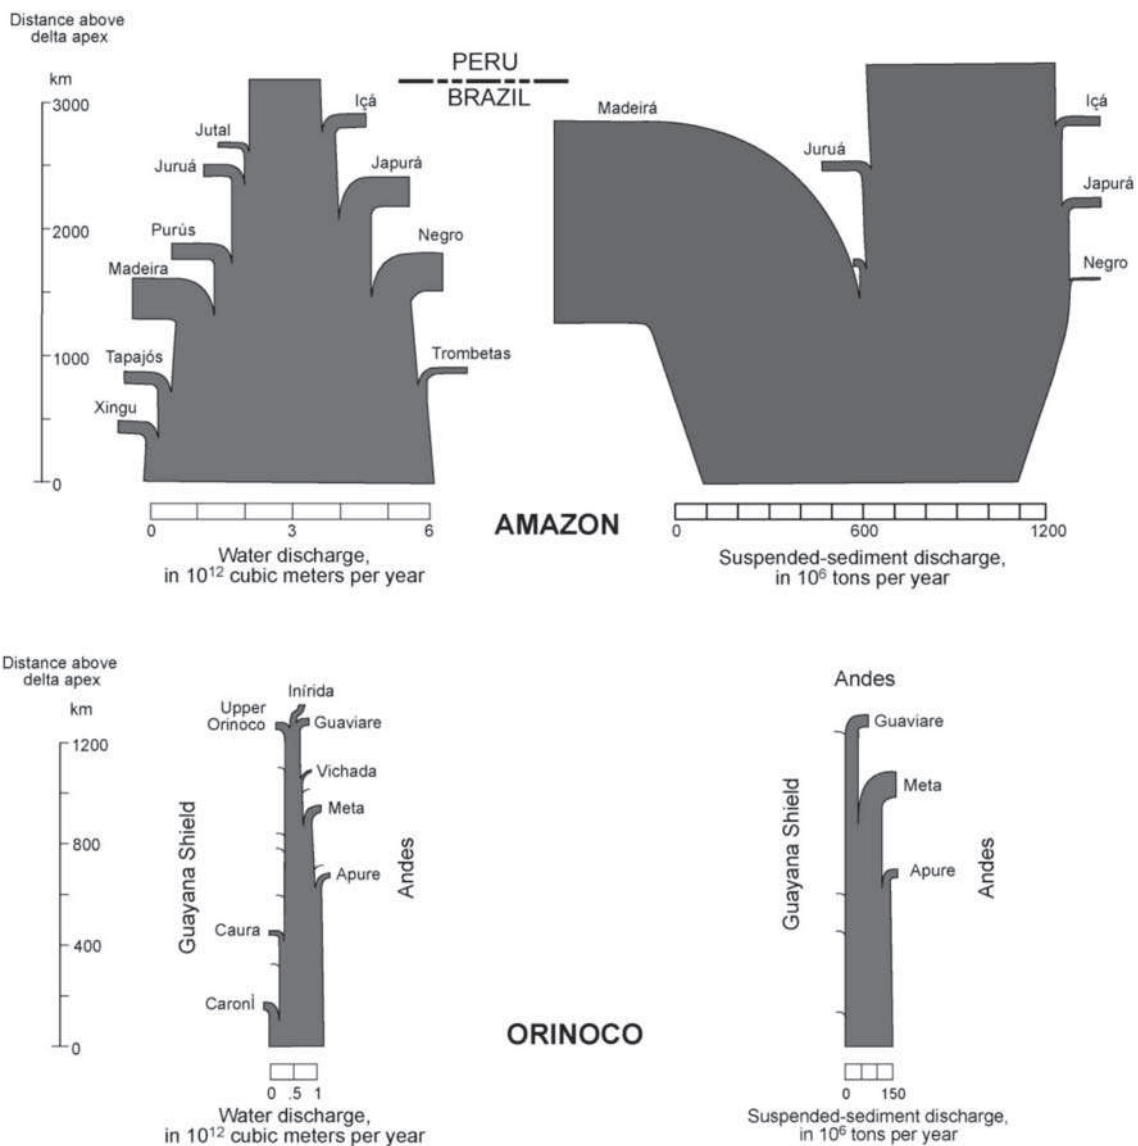 Distance above
delta apex
km
3000
2000
1000
0
PERU
BRAZIL
Içá
Jutal
Juruá
Japurá
Purús
Negro
Madeira
Tapajós
Trombetas
Xingu
0 3 6
Water discharge,
in 10¹² cubic meters per year
AMAZON
Madeirá
Içá
Juruá
Japurá
Negro
0 600 1200
Suspended-sediment discharge,
in 10⁶ tons per year
Distance above
delta apex
km
1200
800
400
0
Inírida
Upper
Orinoco
Guaviare
Vichada
Meta
Apure
Guayana Shield
Andes
Caura
Caronì
0 .5 1
Water discharge,
in 10¹² cubic meters per year
ORINOCO
Andes
Guaviare
Meta
Guayana Shield
Apure
Andes
0 150
Suspended-sediment discharge,
in 10⁶ tons per year